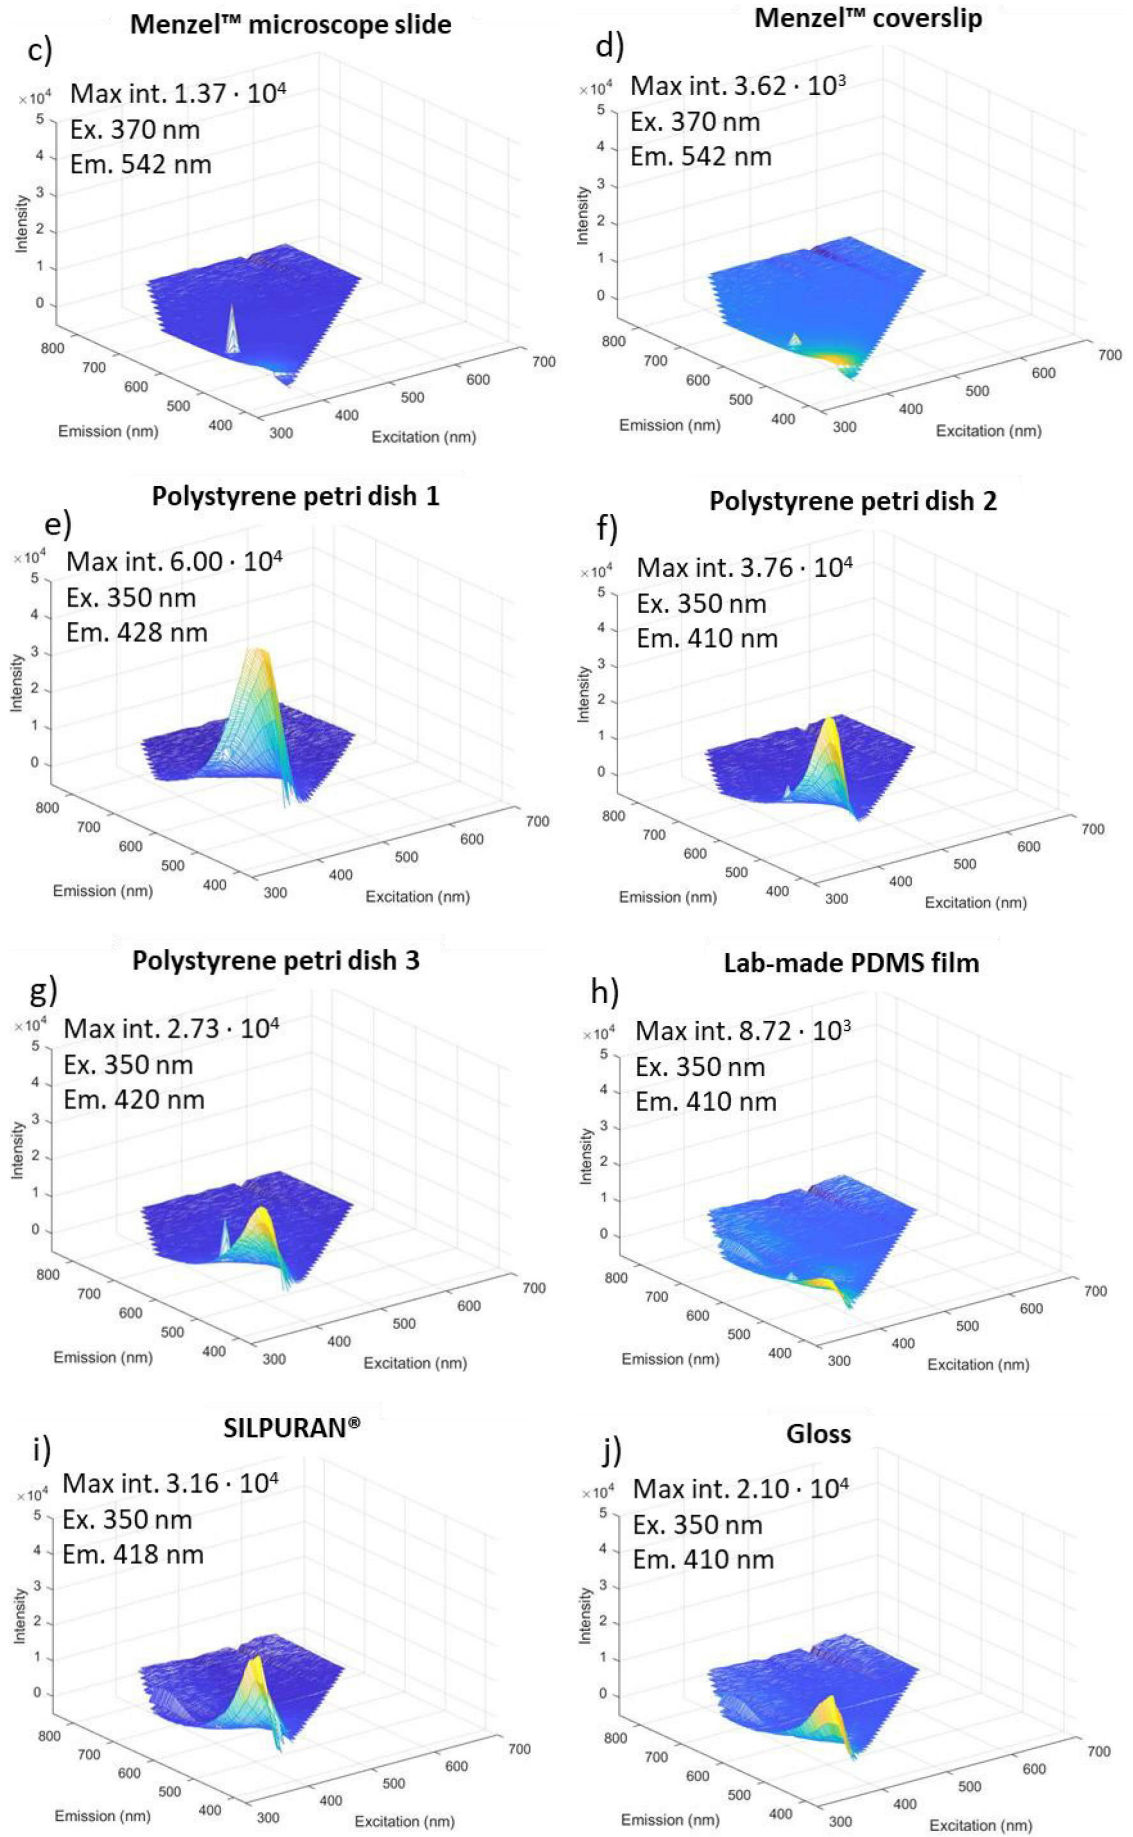 Menzel™ microscope slide
c)
Max int. 1.37 · 10⁴
Ex. 370 nm
Em. 542 nm
×10⁴
5
4
3
2
1
0
Intensity
800
700
600
500
400
Emission (nm)
300
400
500
600
700
Excitation (nm)
Menzel™ coverslip
d)
Max int. 3.62 · 10³
Ex. 370 nm
Em. 542 nm
×10⁴
5
4
3
2
1
0
Intensity
800
700
600
500
400
Emission (nm)
300
400
500
600
700
Excitation (nm)
Polystyrene petri dish 1
e)
Max int. 6.00 · 10⁴
Ex. 350 nm
Em. 428 nm
×10⁴
5
4
3
2
1
0
Intensity
800
700
600
500
400
Emission (nm)
300
400
500
600
700
Excitation (nm)
Polystyrene petri dish 2
f)
Max int. 3.76 · 10⁴
Ex. 350 nm
Em. 410 nm
×10⁴
5
4
3
2
1
0
Intensity
800
700
600
500
400
Emission (nm)
300
400
500
600
700
Excitation (nm)
Polystyrene petri dish 3
g)
Max int. 2.73 · 10⁴
Ex. 350 nm
Em. 420 nm
×10⁴
5
4
3
2
1
0
Intensity
800
700
600
500
400
Emission (nm)
300
400
500
600
700
Excitation (nm)
Lab-made PDMS film
h)
Max int. 8.72 · 10³
Ex. 350 nm
Em. 410 nm
×10⁴
5
4
3
2
1
0
Intensity
800
700
600
500
400
Emission (nm)
300
400
500
600
700
Excitation (nm)
SILPURAN®
i)
Max int. 3.16 · 10⁴
Ex. 350 nm
Em. 418 nm
×10⁴
5
4
3
2
1
0
Intensity
800
700
600
500
400
Emission (nm)
300
400
500
600
700
Excitation (nm)
Gloss
j)
Max int. 2.10 · 10⁴
Ex. 350 nm
Em. 410 nm
×10⁴
5
4
3
2
1
0
Intensity
800
700
600
500
400
Emission (nm)
300
400
500
600
700
Excitation (nm)